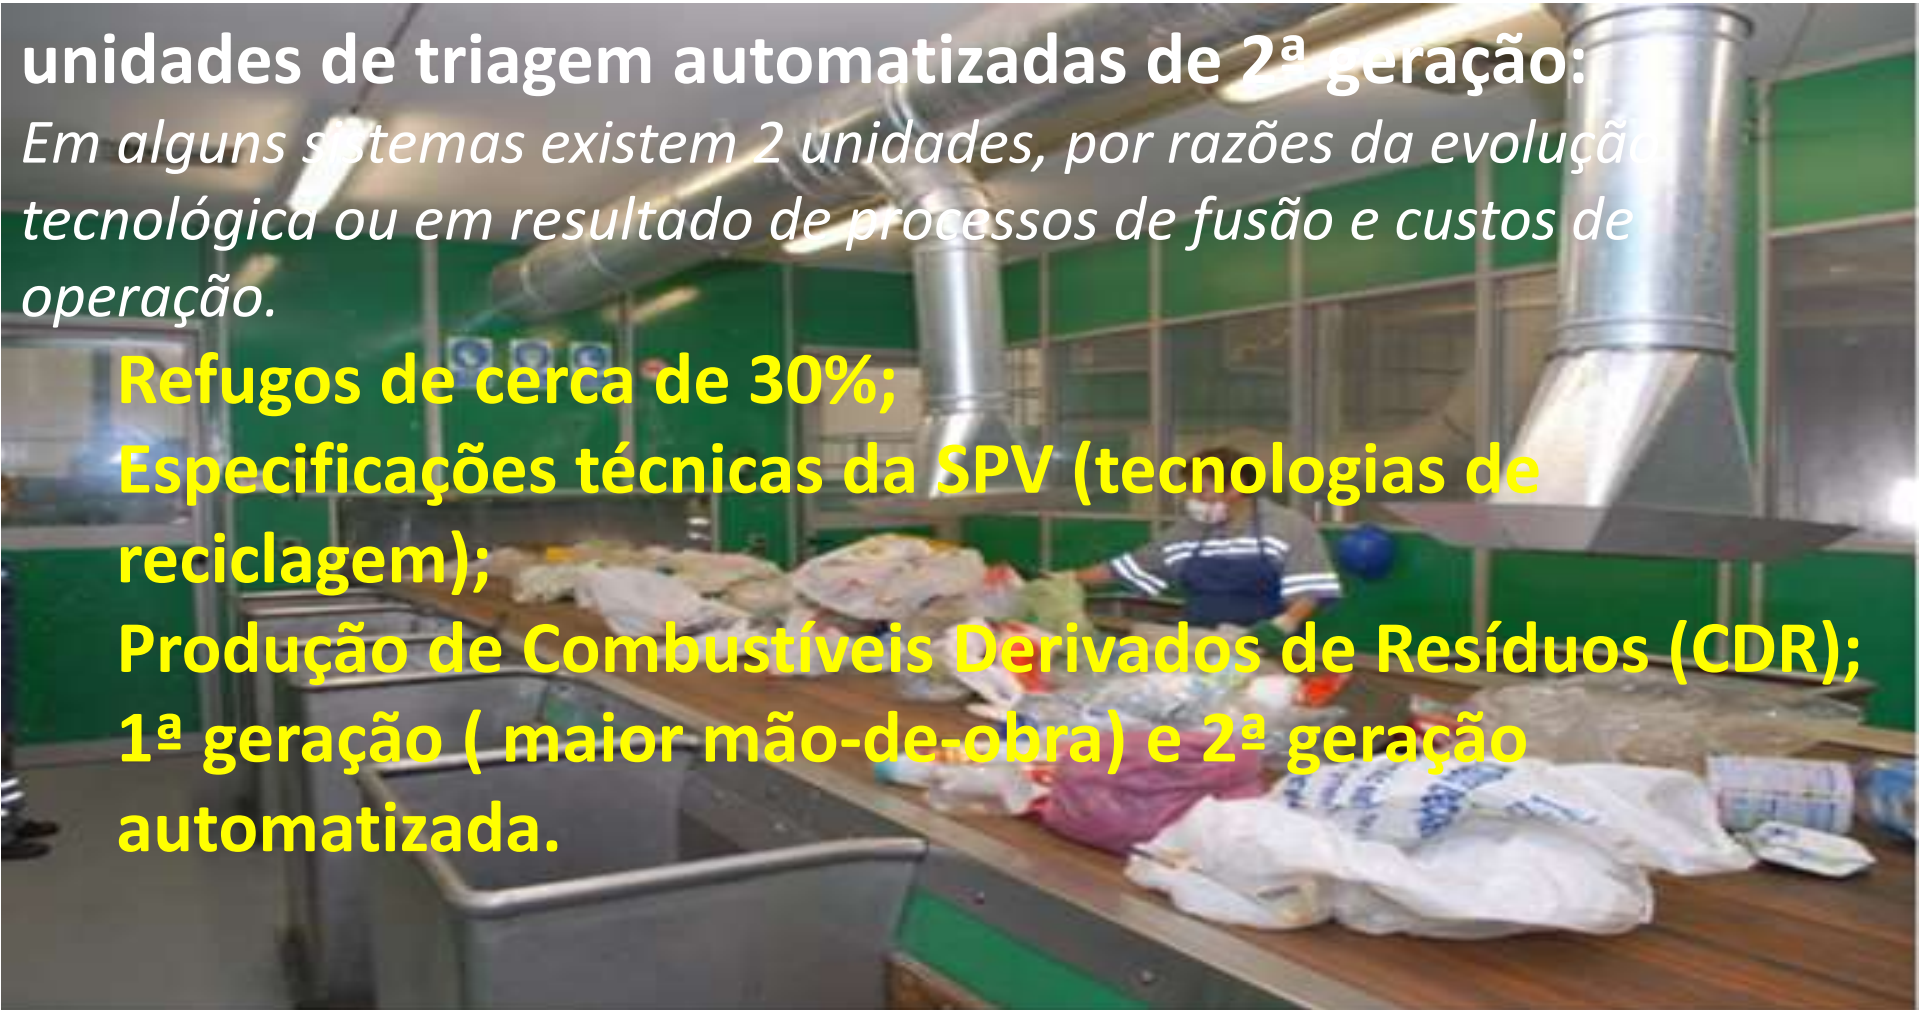 unidades de triagem automatizadas de 2ª geração:
Em alguns sistemas existem 2 unidades, por razões da evolução
tecnológica ou em resultado de processos de fusão e custos de
operação.
Refugos de cerca de 30%;
Especificações técnicas da SPV (tecnologias de
reciclagem);
Produção de Combustíveis Derivados de Resíduos (CDR);
1ª geração ( maior mão-de-obra) e 2ª geração
automatizada.